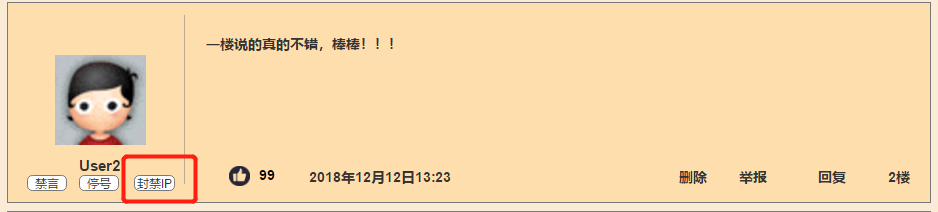 一楼说的真的不错，棒棒！！！
User2
禁言 停号 封禁IP
99 2018年12月12日13:23 删除 举报 回复 2楼